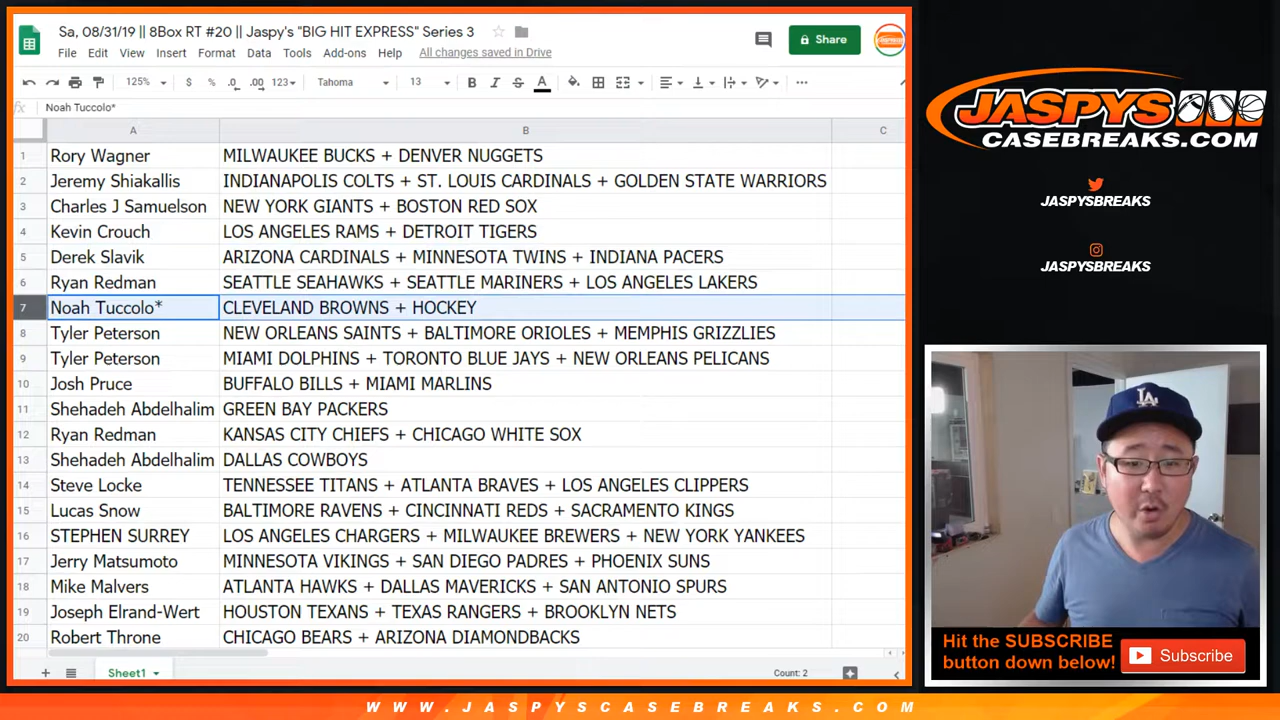 Sa, 08/31/19 || 8Box RT #20 || Jaspy's "BIG HIT EXPRESS" Series 3
File Edit View Insert Format Data Tools Add-ons Help All changes saved in Drive
Share
125% $ % .0 .00 123 Tahoma 13 B I S A
fx Noah Tuccolo*
A B C
1 Rory Wagner MILWAUKEE BUCKS + DENVER NUGGETS
2 Jeremy Shiakallis INDIANAPOLIS COLTS + ST. LOUIS CARDINALS + GOLDEN STATE WARRIORS
3 Charles J Samuelson NEW YORK GIANTS + BOSTON RED SOX
4 Kevin Crouch LOS ANGELES RAMS + DETROIT TIGERS
5 Derek Slavik ARIZONA CARDINALS + MINNESOTA TWINS + INDIANA PACERS
6 Ryan Redman SEATTLE SEAHAWKS + SEATTLE MARINERS + LOS ANGELES LAKERS
7 Noah Tuccolo* CLEVELAND BROWNS + HOCKEY
8 Tyler Peterson NEW ORLEANS SAINTS + BALTIMORE ORIOLES + MEMPHIS GRIZZLIES
9 Tyler Peterson MIAMI DOLPHINS + TORONTO BLUE JAYS + NEW ORLEANS PELICANS
10 Josh Pruce BUFFALO BILLS + MIAMI MARLINS
11 Shehadeh Abdelhalim GREEN BAY PACKERS
12 Ryan Redman KANSAS CITY CHIEFS + CHICAGO WHITE SOX
13 Shehadeh Abdelhalim DALLAS COWBOYS
14 Steve Locke TENNESSEE TITANS + ATLANTA BRAVES + LOS ANGELES CLIPPERS
15 Lucas Snow BALTIMORE RAVENS + CINCINNATI REDS + SACRAMENTO KINGS
16 STEPHEN SURREY LOS ANGELES CHARGERS + MILWAUKEE BREWERS + NEW YORK YANKEES
17 Jerry Matsumoto MINNESOTA VIKINGS + SAN DIEGO PADRES + PHOENIX SUNS
18 Mike Malvers ATLANTA HAWKS + DALLAS MAVERICKS + SAN ANTONIO SPURS
19 Joseph Elrand-Wert HOUSTON TEXANS + TEXAS RANGERS + BROOKLYN NETS
20 Robert Throne CHICAGO BEARS + ARIZONA DIAMONDBACKS
Sheet1
Count: 2
JASPYS
CASEBREAKS.COM
JASPYSBREAKS
JASPYSBREAKS
LA
Hit the SUBSCRIBE
button down below!
Subscribe
WWW.JASPYSCASEBREAKS.COM